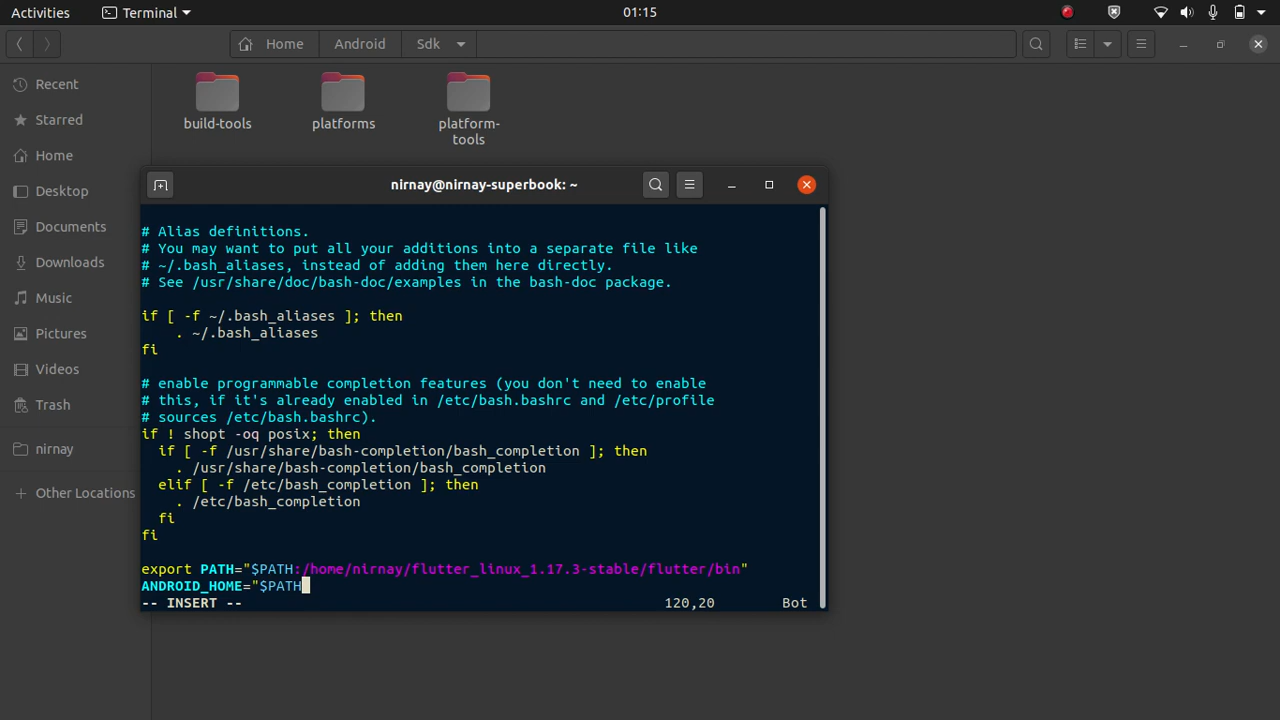 Activities
Terminal
01:15
Home
Android
Sdk
Recent
Starred
Home
Desktop
Documents
Downloads
Music
Pictures
Videos
Trash
nirnay
Other Locations
build-tools
platforms
platform-
tools
nirnay@nirnay-superbook: ~
# Alias definitions.
# You may want to put all your additions into a separate file like
# ~/.bash_aliases, instead of adding them here directly.
# See /usr/share/doc/bash-doc/examples in the bash-doc package.
if [ -f ~/.bash_aliases ]; then
    . ~/.bash_aliases
fi
# enable programmable completion features (you don't need to enable
# this, if it's already enabled in /etc/bash.bashrc and /etc/profile
# sources /etc/bash.bashrc).
if ! shopt -oq posix; then
  if [ -f /usr/share/bash-completion/bash_completion ]; then
    . /usr/share/bash-completion/bash_completion
  elif [ -f /etc/bash_completion ]; then
    . /etc/bash_completion
  fi
fi
export PATH="$PATH:/home/nirnay/flutter_linux_1.17.3-stable/flutter/bin"
ANDROID_HOME="$PATH
-- INSERT -- 120,20 Bot